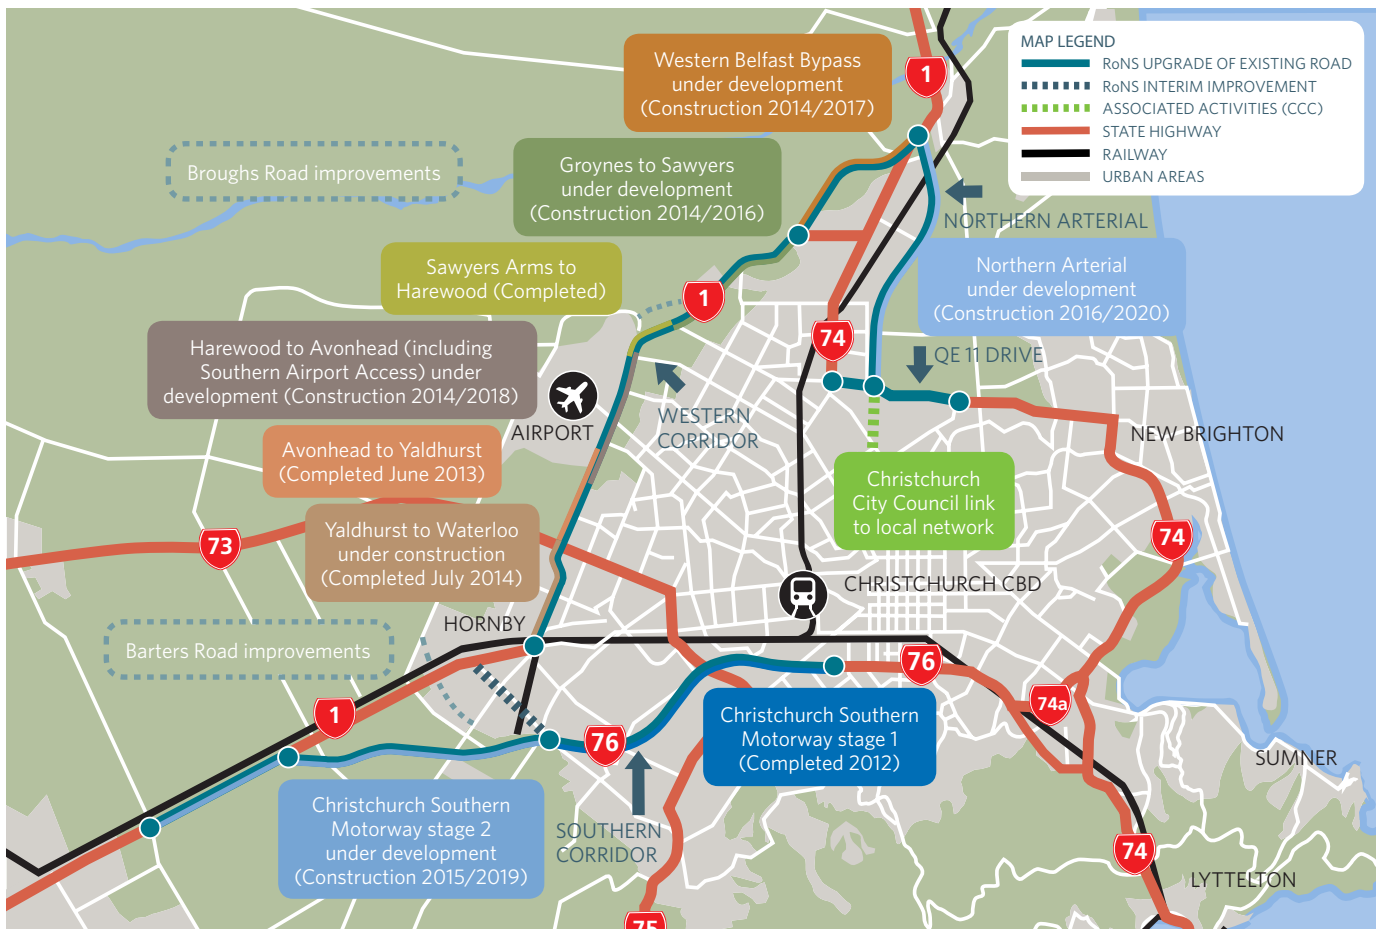 MAP LEGEND
RoNS UPGRADE OF EXISTING ROAD
RoNS INTERIM IMPROVEMENT
ASSOCIATED ACTIVITIES (CCC)
STATE HIGHWAY
RAILWAY
URBAN AREAS
Western Belfast Bypass
under development
(Construction 2014/2017)
1
Broughs Road improvements
Groynes to Sawyers
under development
(Construction 2014/2016)
NORTHERN ARTERIAL
Sawyers Arms to
Harewood (Completed)
1
Northern Arterial
under development
(Construction 2016/2020)
74
Harewood to Avonhead (including
Southern Airport Access) under
development (Construction 2014/2018)
QE 11 DRIVE
AIRPORT
WESTERN
CORRIDOR
NEW BRIGHTON
Avonhead to Yaldhurst
(Completed June 2013)
Christchurch
City Council link
to local network
73
Yaldhurst to Waterloo
under construction
(Completed July 2014)
74
CHRISTCHURCH CBD
HORNBY
Barters Road improvements
76
1
76
Christchurch Southern
Motorway stage 1
(Completed 2012)
74a
SUMNER
Christchurch Southern
Motorway stage 2
under development
(Construction 2015/2019)
SOUTHERN
CORRIDOR
74
LYTTELTON
75